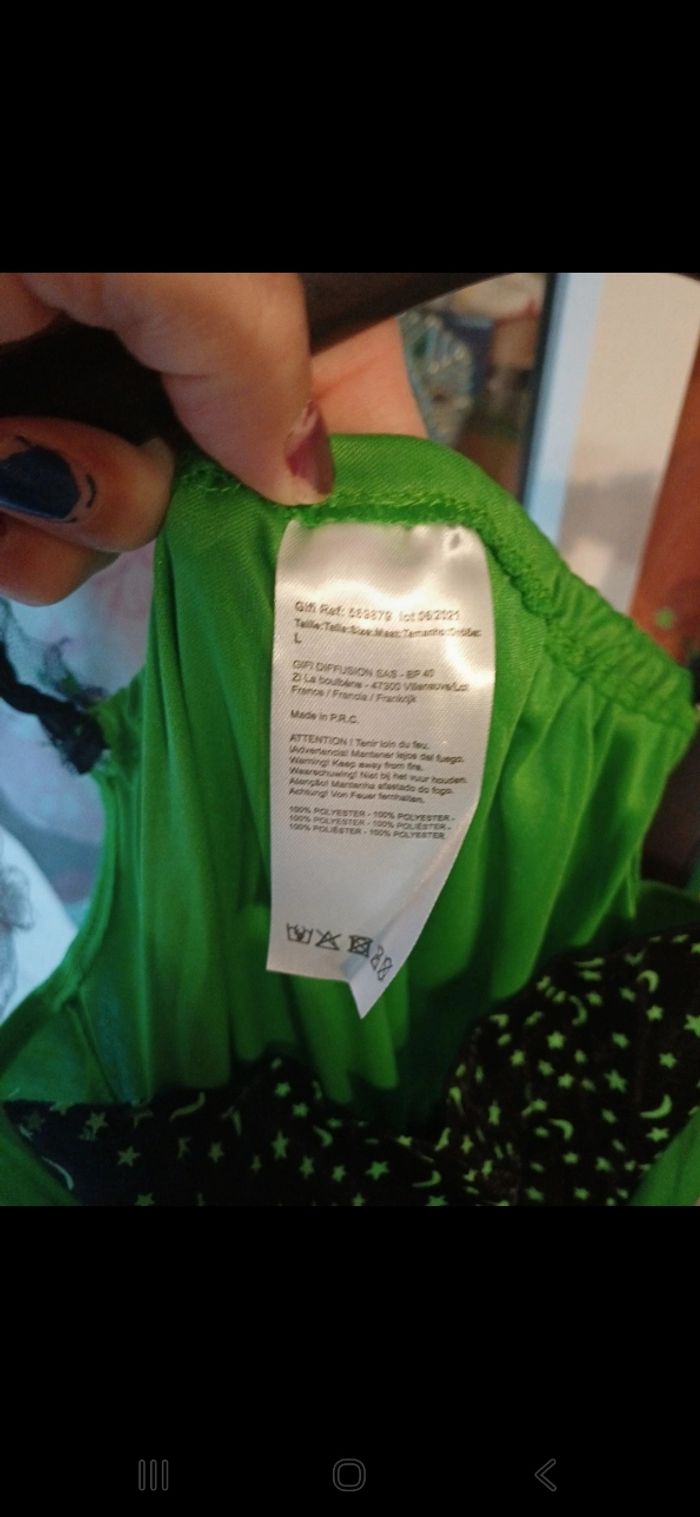 Gifi Ref: 563879 lot 06/2021
Taille:Talla:Size:Maat:Tamanho:Größe:
L
GIFI DIFFUSION SAS - BP 40
ZI La boulbène - 47300 Villeneuve/Lot
France / Francia / Frankrijk
Made in P.R.C.
ATTENTION ! Tenir loin du feu.
¡Advertencia! Mantener lejos del fuego.
Warning! Keep away from fire.
Waarschuwing! Niet bij het vuur houden.
Atenção! Mantenha afastado do fogo.
Achtung! Von Feuer fernhalten.
100% POLYESTER - 100% POLYESTER -
100% POLYESTER - 100% POLIÉSTER -
100% POLIÉSTER - 100% POLYESTER